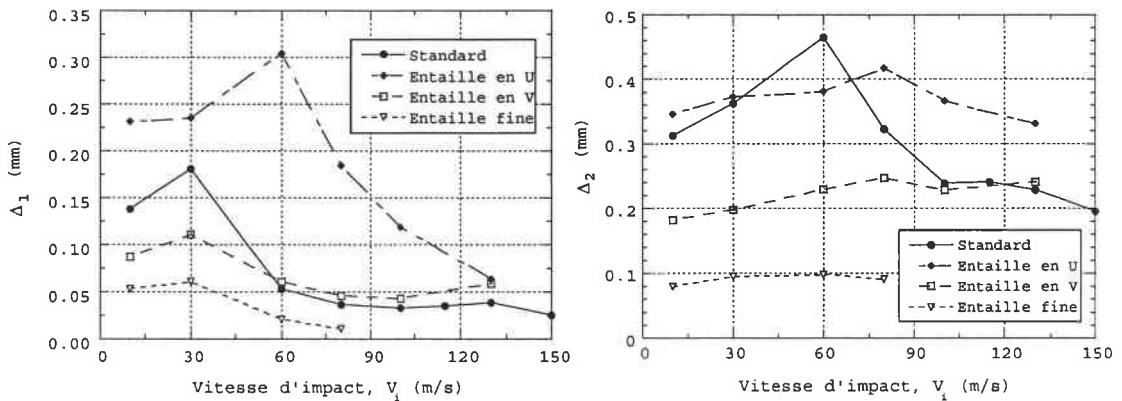 0.35
0.30
0.25
0.20
0.15
0.10
0.05
0.00
Δ1 (mm)
Standard
Entaille en U
Entaille en V
Entaille fine
0 30 60 90 120 150
Vitesse d'impact, Vi (m/s)
0.5
0.4
0.3
0.2
0.1
0
Δ2 (mm)
Standard
Entaille en U
Entaille en V
Entaille fine
0 30 60 90 120 150
Vitesse d'impact, Vi (m/s)